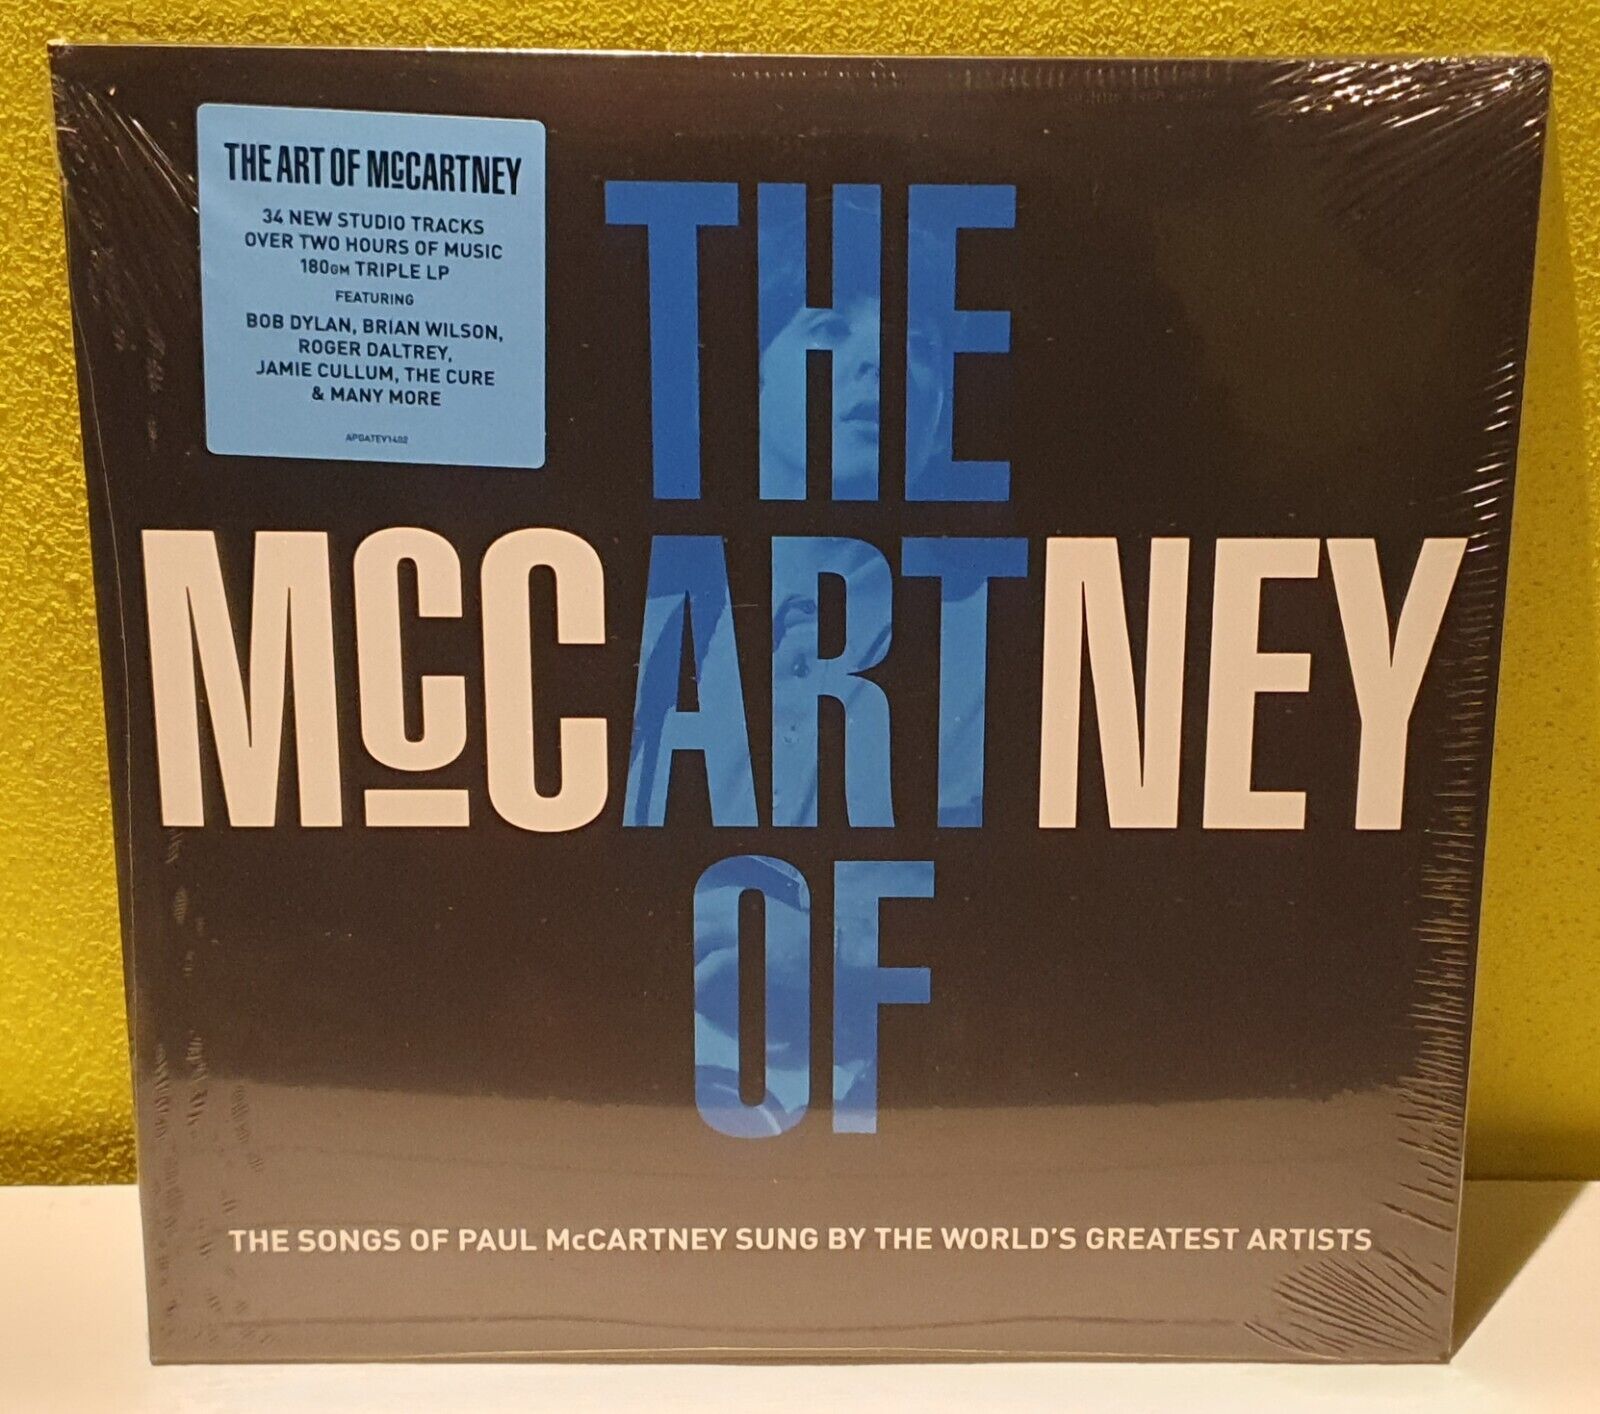 THE ART OF McCARTNEY
34 NEW STUDIO TRACKS
OVER TWO HOURS OF MUSIC
180GM TRIPLE LP
FEATURING
BOB DYLAN, BRIAN WILSON,
ROGER DALTREY,
JAMIE CULLUM, THE CURE
& MANY MORE
APGATEV1402
THE
McCARTNEY
OF
THE SONGS OF PAUL McCARTNEY SUNG BY THE WORLD'S GREATEST ARTISTS